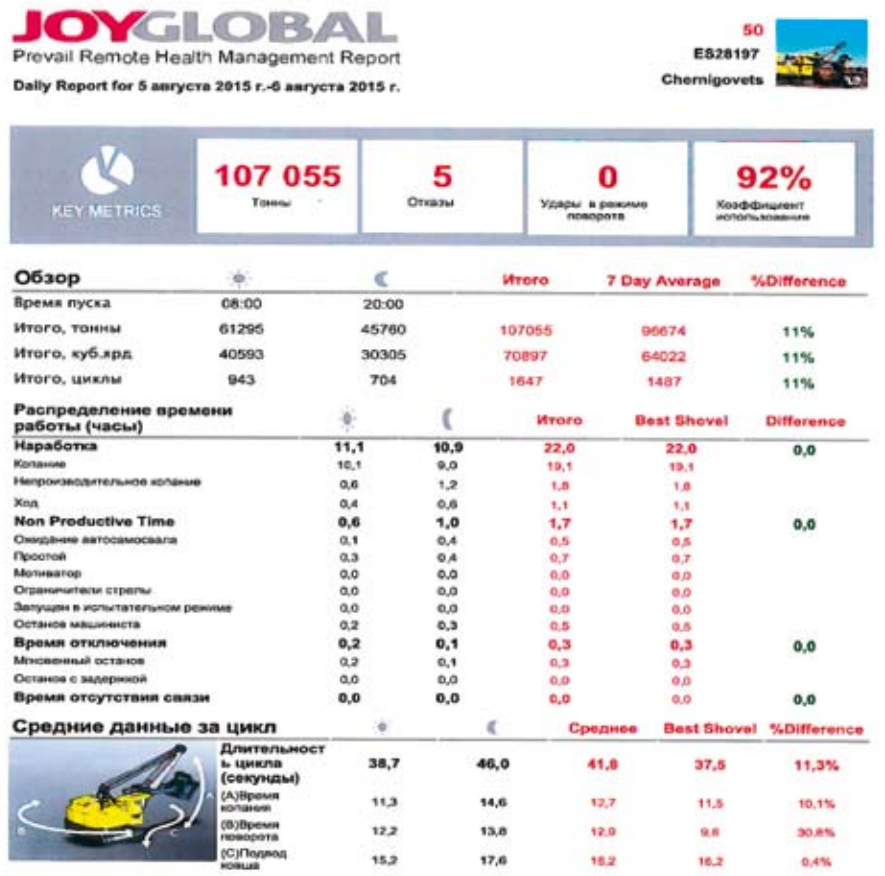 JOYGLOBAL
Prevail Remote Health Management Report
Daily Report for 5 августа 2015 г.-6 августа 2015 г.
50
ES28197
Chernigovets
KEY METRICS
107 055
Тонны
5
Отказы
0
Удары в режиме
поворота
92%
Коэффициент
использования
Обзор Итого 7 Day Average %Difference
Время пуска 08:00 20:00
Итого, тонны 61295 45760 107055 96674 11%
Итого, куб.ярд 40593 30305 70897 64022 11%
Итого, циклы 943 704 1647 1487 11%
Распределение времени
работы (часы) Итого Best Shovel Difference
Наработка 11,1 10,9 22,0 22,0 0,0
Копание 10,1 9,0 19,1 19,1
Непроизводительное копание 0,6 1,2 1,8 1,8
Ход 0,4 0,6 1,1 1,1
Non Productive Time 0,6 1,0 1,7 1,7 0,0
Ожидание автосамосвала 0,1 0,4 0,5 0,5
Простой 0,3 0,4 0,7 0,7
Мотиватор 0,0 0,0 0,0 0,0
Ограничители стрелы 0,0 0,0 0,0 0,0
Запущен в испытательном режиме 0,0 0,0 0,0 0,0
Останов машиниста 0,2 0,3 0,5 0,5
Время отключения 0,2 0,1 0,3 0,3 0,0
Мгновенный останов 0,2 0,1 0,3 0,3
Останов с задержкой 0,0 0,0 0,0 0,0
Время отсутствия связи 0,0 0,0 0,0 0,0 0,0
Средние данные за цикл Среднее Best Shovel %Difference
Длительност
ь цикла
(секунды) 38,7 46,0 41,8 37,5 11,3%
(A)Время
копания 11,3 14,6 12,7 11,5 10,1%
(B)Время
поворота 12,2 13,8 12,9 9,8 30,8%
(C)Подвод
ковша 15,2 17,6 16,2 16,2 0,4%
A
B
C